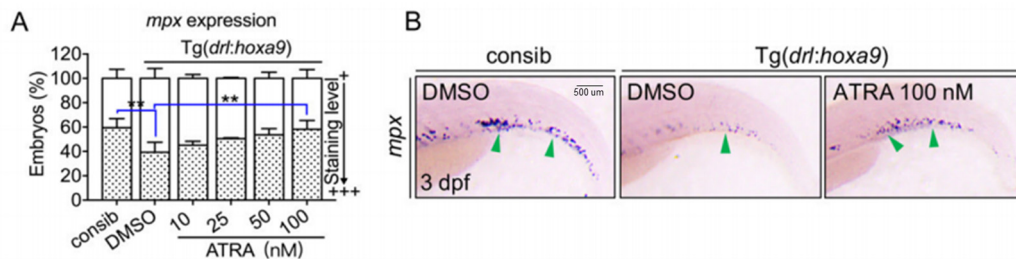 A
mpx expression
Tg(drl:hoxa9)
120
100
80
60
40
20
0
Embryos (%)
**
**
+
Staining level
+++
consib
DMSO
10
25
50
100
ATRA (nM)
B
consib
Tg(drl:hoxa9)
mpx
DMSO
500 um
3 dpf
DMSO
ATRA 100 nM